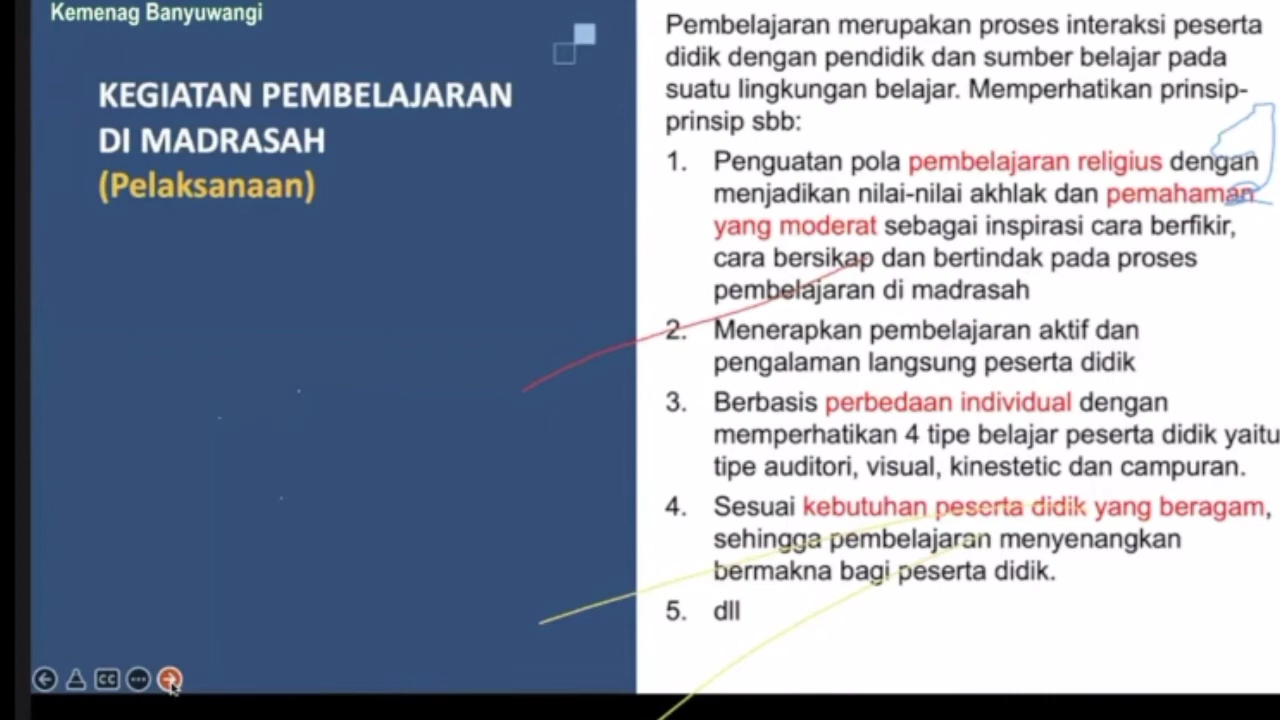 Kemenag Banyuwangi
KEGIATAN PEMBELAJARAN
DI MADRASAH
(Pelaksanaan)
Pembelajaran merupakan proses interaksi peserta
didik dengan pendidik dan sumber belajar pada
suatu lingkungan belajar. Memperhatikan prinsip-
prinsip sbb:
1. Penguatan pola pembelajaran religius dengan
menjadikan nilai-nilai akhlak dan pemahaman
yang moderat sebagai inspirasi cara berfikir,
cara bersikap dan bertindak pada proses
pembelajaran di madrasah
2. Menerapkan pembelajaran aktif dan
pengalaman langsung peserta didik
3. Berbasis perbedaan individual dengan
memperhatikan 4 tipe belajar peserta didik yaitu
tipe auditori, visual, kinestetic dan campuran.
4. Sesuai kebutuhan peserta didik yang beragam,
sehingga pembelajaran menyenangkan
bermakna bagi peserta didik.
5. dll
CC